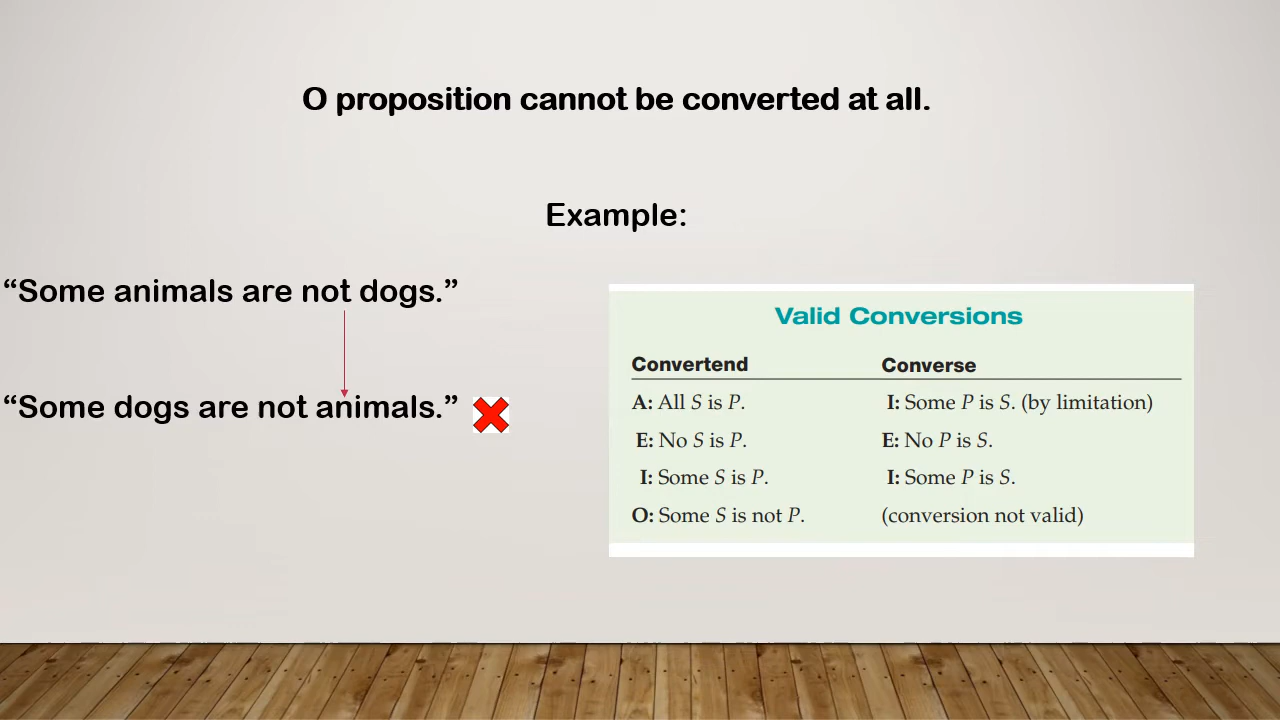 O proposition cannot be converted at all.
Example:
“Some animals are not dogs.”
“Some dogs are not animals.”
Valid Conversions
Convertend Converse
A: All S is P. I: Some P is S. (by limitation)
E: No S is P. E: No P is S.
I: Some S is P. I: Some P is S.
O: Some S is not P. (conversion not valid)